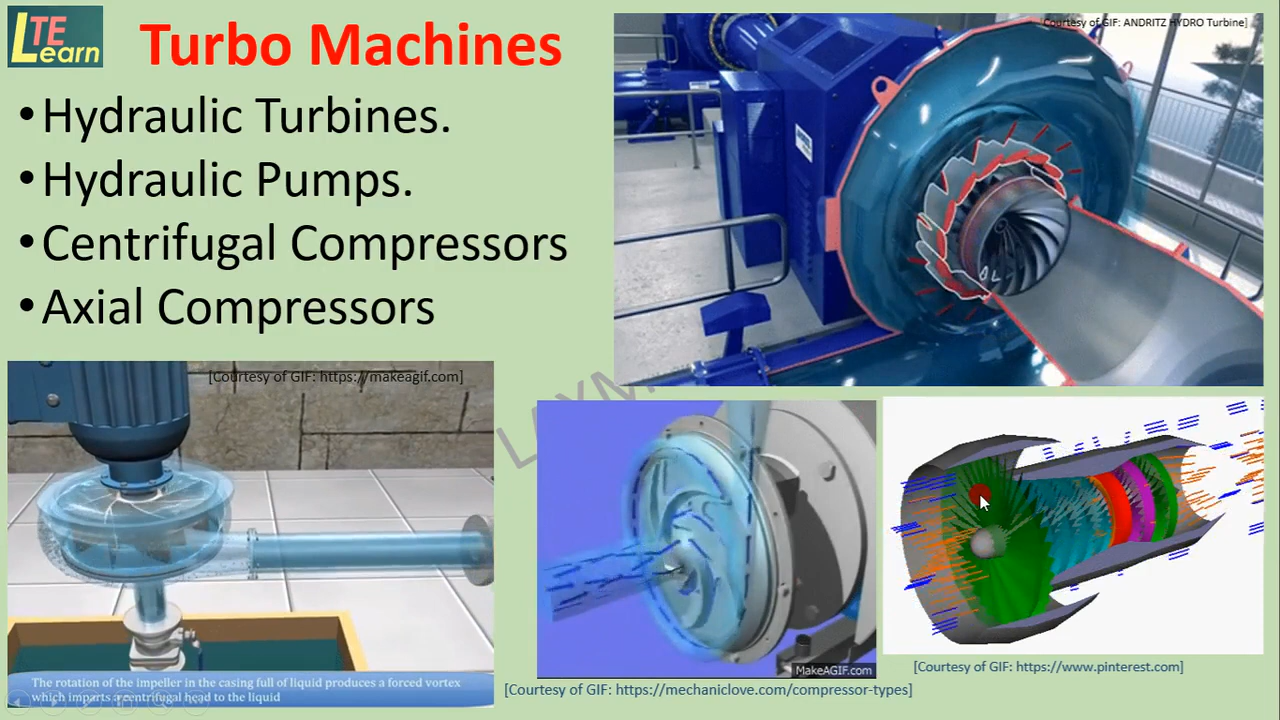 LTE
Learn
Turbo Machines
•Hydraulic Turbines.
•Hydraulic Pumps.
•Centrifugal Compressors
•Axial Compressors
[Courtesy of GIF: ANDRITZ HYDRO Turbine]
[Courtesy of GIF: https://makeagif.com]
The rotation of the impeller in the casing full of liquid produces a forced vortex
which imparts a centrifugal head to the liquid
MakeAGIF.com
[Courtesy of GIF: https://mechaniclove.com/compressor-types]
[Courtesy of GIF: https://www.pinterest.com]